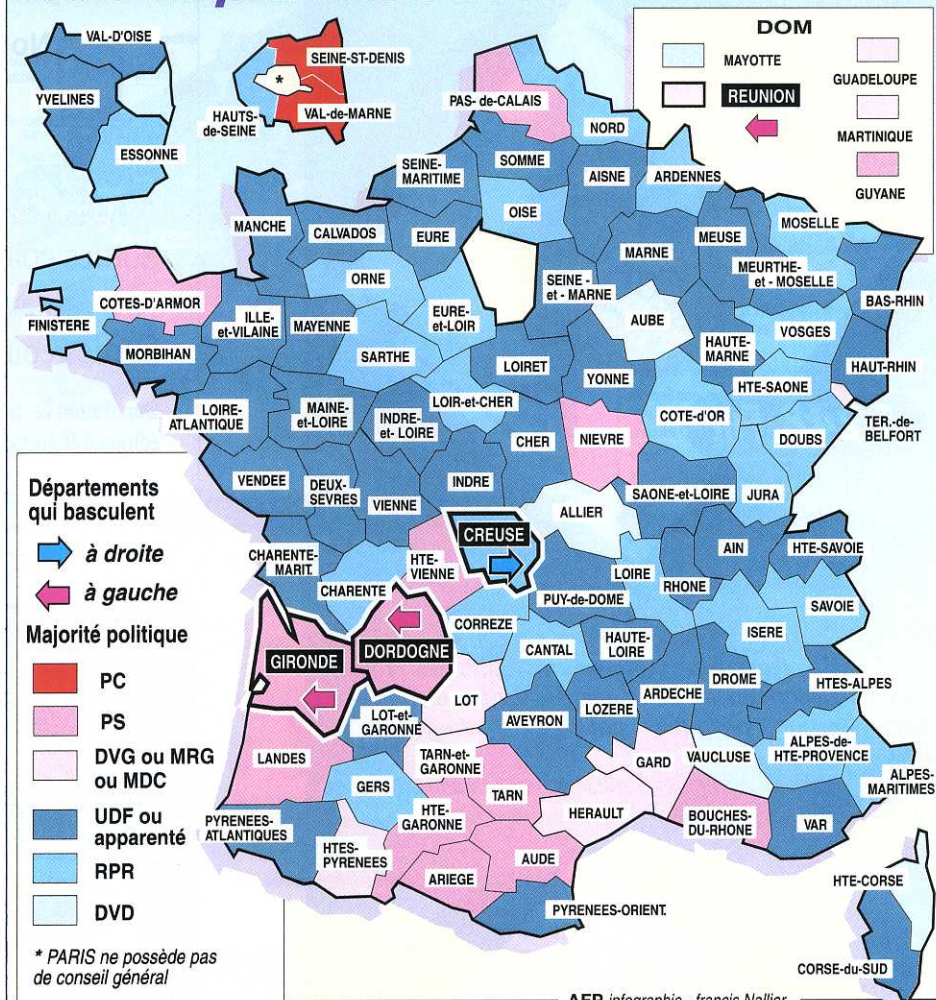 VAL-D'OISE
YVELINES
ESSONNE
SEINE-ST-DENIS
*
HAUTS-
de-SEINE
VAL-de-MARNE
DOM
MAYOTTE
REUNION
GUADELOUPE
MARTINIQUE
GUYANE
PAS- de-CALAIS
NORD
SEINE-
MARITIME
SOMME
AISNE
ARDENNES
OISE
MANCHE
CALVADOS
EURE
MARNE
MEUSE
MOSELLE
MEURTHE-
et - MOSELLE
BAS-RHIN
ORNE
SEINE -
et - MARNE
COTES-D'ARMOR
FINISTERE
ILLE-
et-VILAINE
MAYENNE
EURE-
et-LOIR
AUBE
HAUTE-
MARNE
VOSGES
MORBIHAN
SARTHE
LOIRET
YONNE
HAUT-RHIN
HTE-SAONE
LOIRE-
ATLANTIQUE
MAINE-
et-LOIRE
INDRE-
et- LOIRE
LOIR-et-CHER
CHER
NIEVRE
COTE-d'OR
DOUBS
TER.-de-
BELFORT
VENDEE
DEUX-
SEVRES
VIENNE
INDRE
SAONE-et-LOIRE
JURA
ALLIER
CREUSE
CHARENTE-
MARIT.
CHARENTE
HTE-
VIENNE
PUY-de-DOME
LOIRE
RHONE
AIN
HTE-SAVOIE
SAVOIE
ISERE
GIRONDE
DORDOGNE
CORREZE
CANTAL
HAUTE-
LOIRE
ARDECHE
DROME
HTES-ALPES
LOT
LOT-et-
GARONNE
AVEYRON
LOZERE
LANDES
TARN-et-
GARONNE
GARD
VAUCLUSE
ALPES-de-
HTE-PROVENCE
ALPES-
MARITIMES
GERS
TARN
HERAULT
BOUCHES-
DU-RHONE
VAR
PYRENEES-
ATLANTIQUES
HTES-
PYRENEES
HTE-
GARONNE
ARIEGE
AUDE
PYRENEES-ORIENT.
HTE-CORSE
CORSE-du-SUD
Départements
qui basculent
à droite
à gauche
Majorité politique
PC
PS
DVG ou MRG
ou MDC
UDF ou
apparenté
RPR
DVD
* PARIS ne possède pas
de conseil général
AFP infographie - francis Nallier